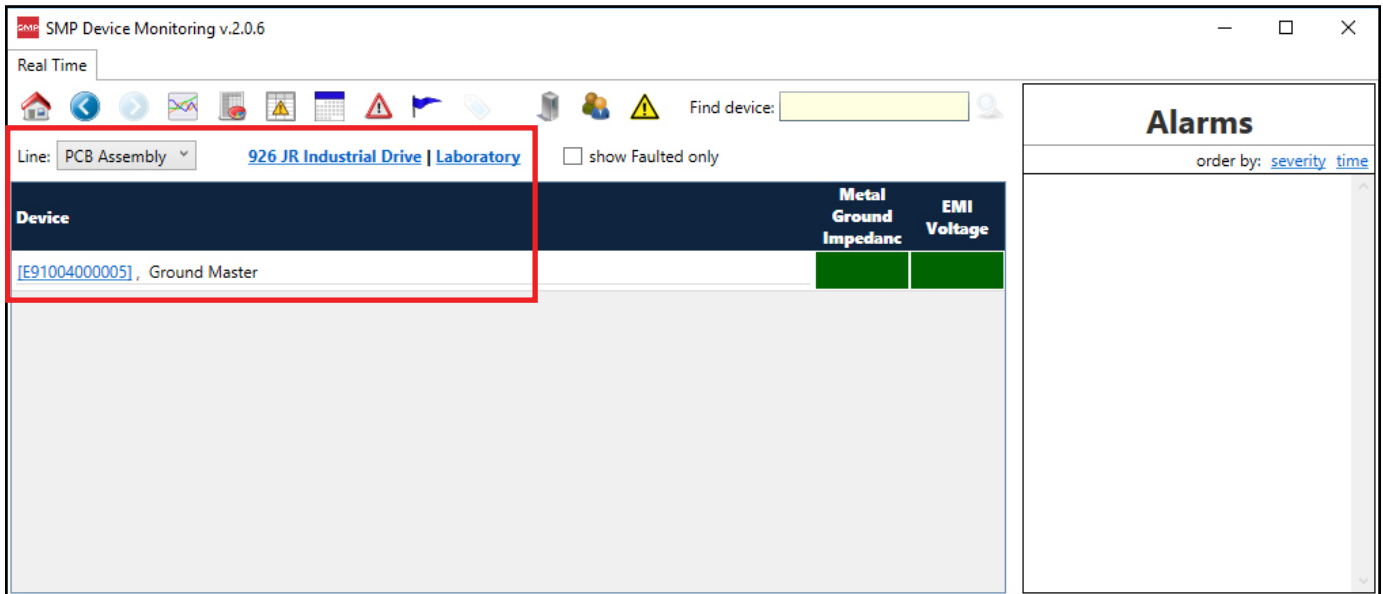 SMP SMP Device Monitoring v.2.0.6
Real Time
Find device:
Line: PCB Assembly 926 JR Industrial Drive | Laboratory show Faulted only
Device
Metal
Ground
Impedanc
EMI
Voltage
[E91004000005] , Ground Master
Alarms
order by: severity time